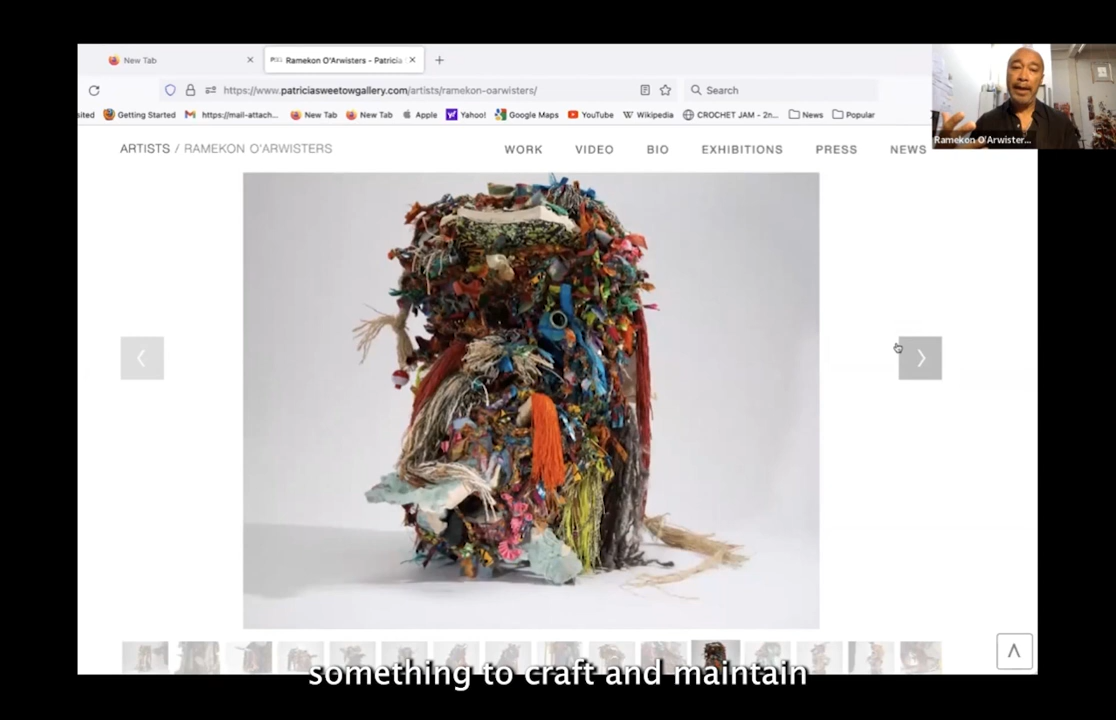 New Tab
Ramekon O'Arwisters - Patricia
https://www.patriciasweetowgallery.com/artists/ramekon-oarwisters/
Search
sited
Getting Started
https://mail-attach...
New Tab
New Tab
Apple
Yahoo!
Google Maps
YouTube
Wikipedia
CROCHET JAM - 2n...
News
Popular
Ramekon O'Arwister...
ARTISTS / RAMEKON O'ARWISTERS
WORK
VIDEO
BIO
EXHIBITIONS
PRESS
NEWS
something to craft and maintain